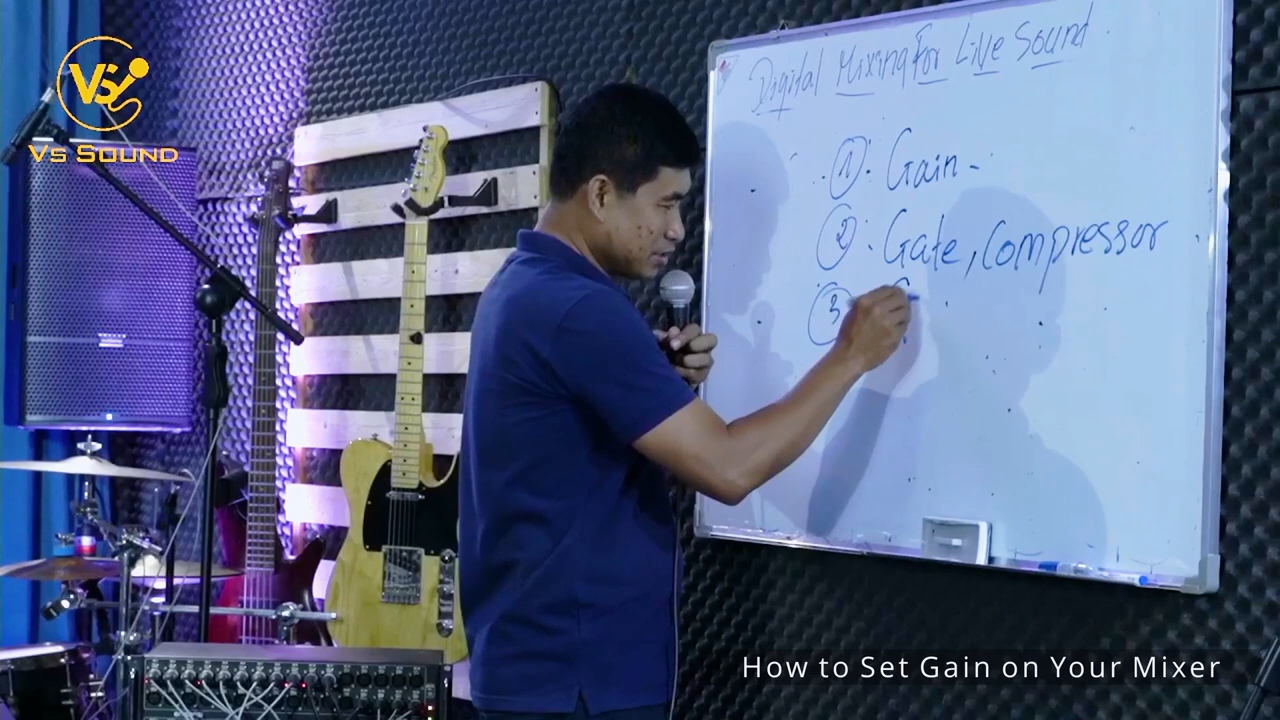 VS
Vs Sound
Digital Mixing For Live Sound
1. Gain-
2. Gate, Compressor
3
How to Set Gain on Your Mixer